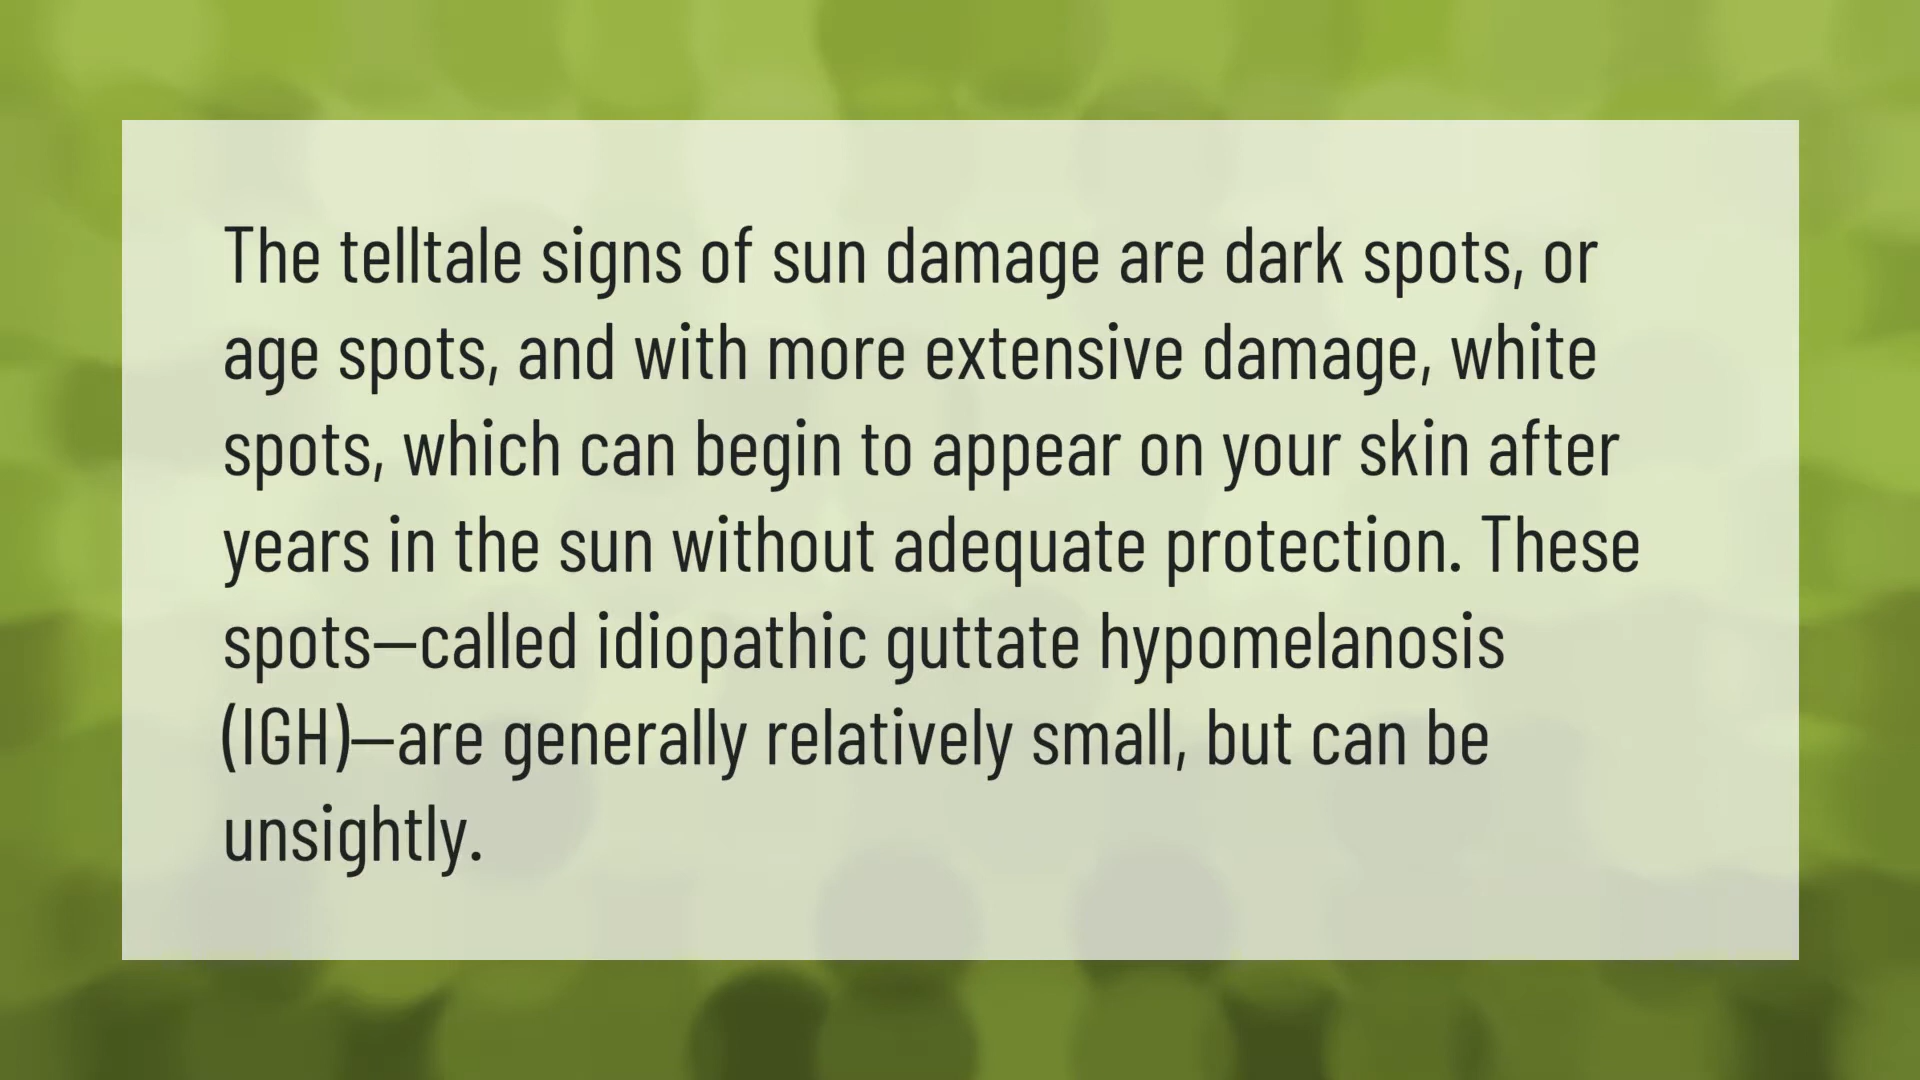 The telltale signs of sun damage are dark spots, or
age spots, and with more extensive damage, white
spots, which can begin to appear on your skin after
years in the sun without adequate protection. These
spots—called idiopathic guttate hypomelanosis
(IGH)—are generally relatively small, but can be
unsightly.